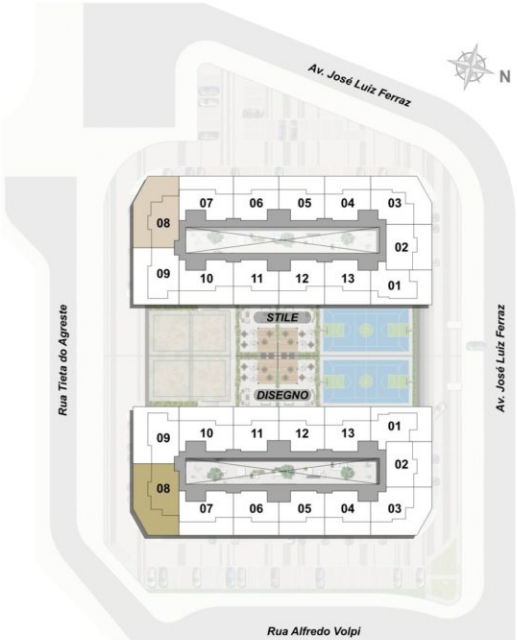 Av. José Luiz Ferraz
N
07 06 05 04 03
08
02
09
10 11 12 13 01
STILE
Rua Tieta do Agreste
Av. José Luiz Ferraz
DISEGNO
09 10 11 12 13 01
02
08
07 06 05 04 03
Rua Alfredo Volpi